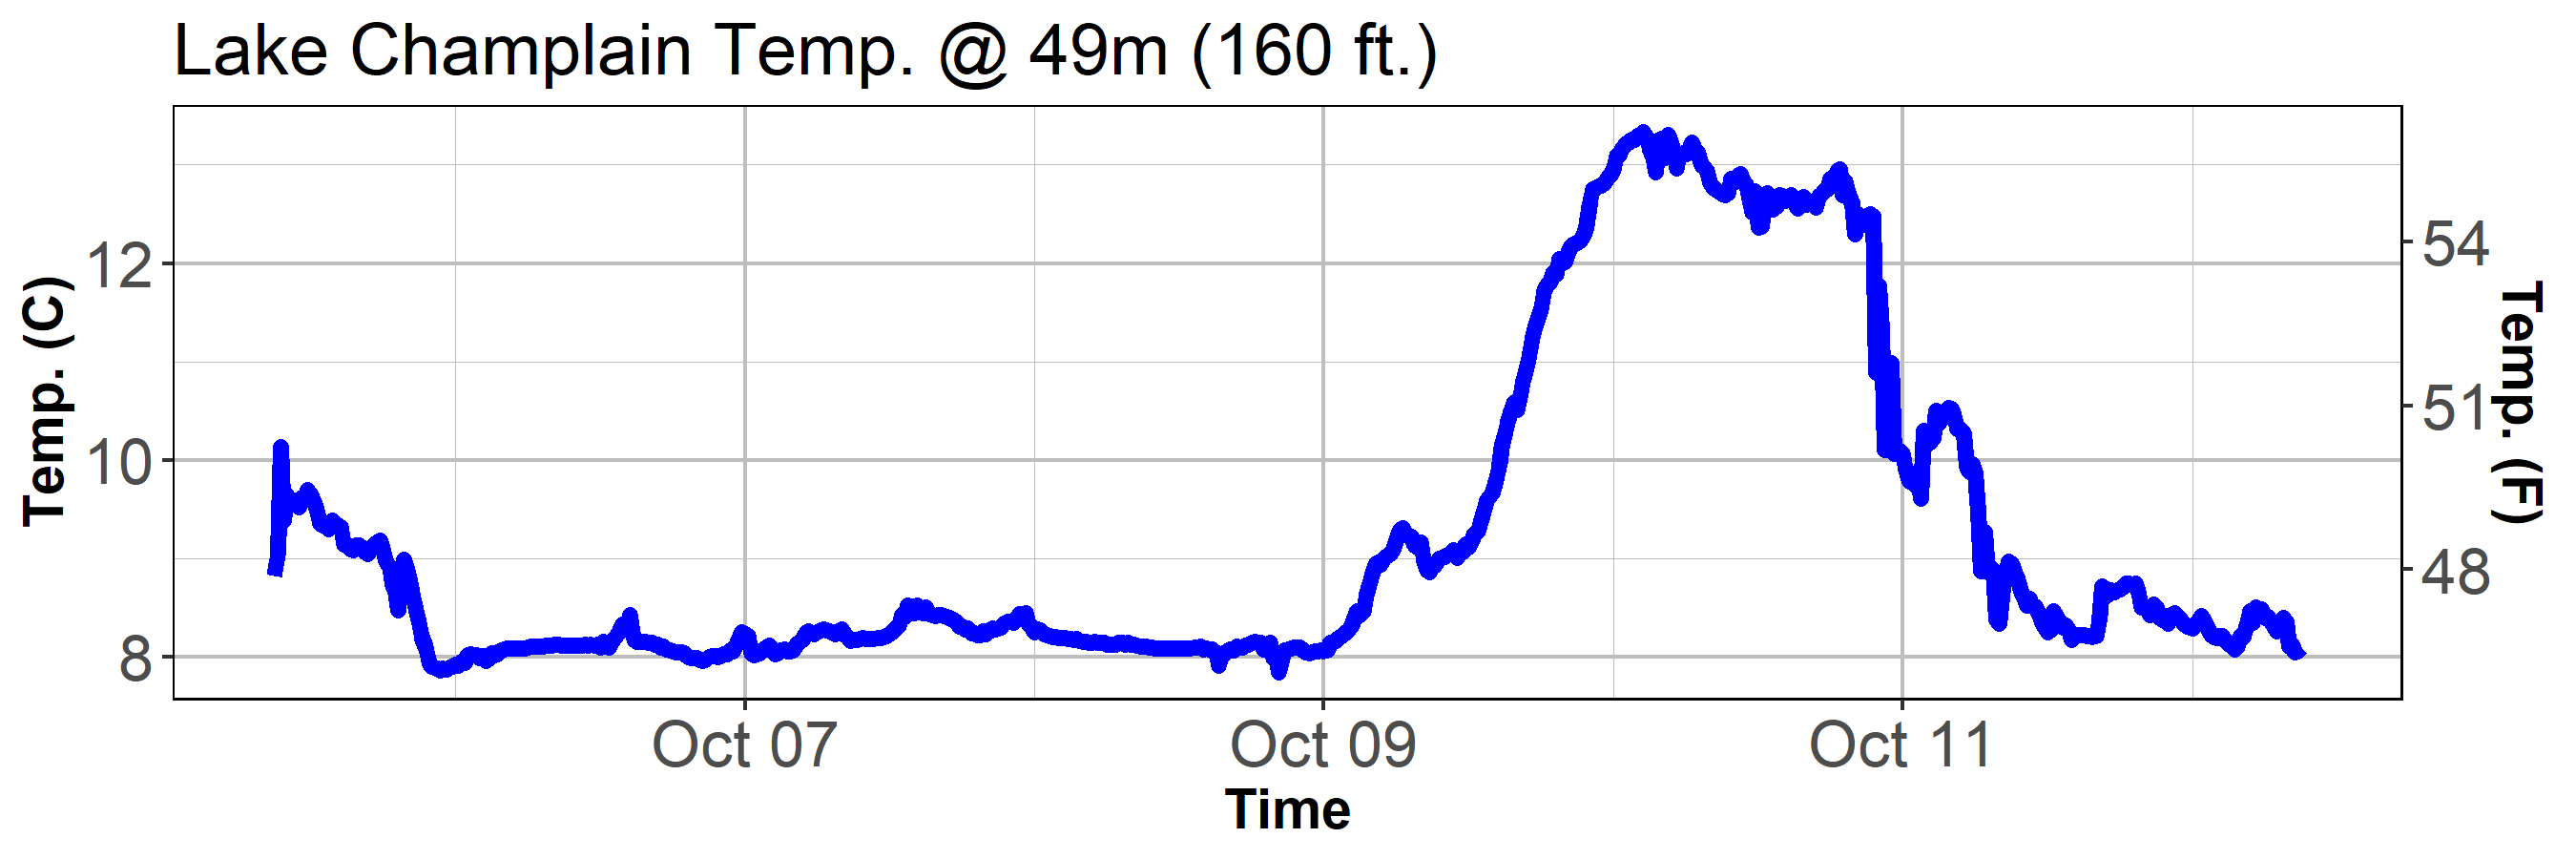 Lake Champlain Temp. @ 49m (160 ft.)
Temp. (C)
12
10
8
54
51
48
Temp. (F)
Oct 07
Oct 09
Oct 11
Time